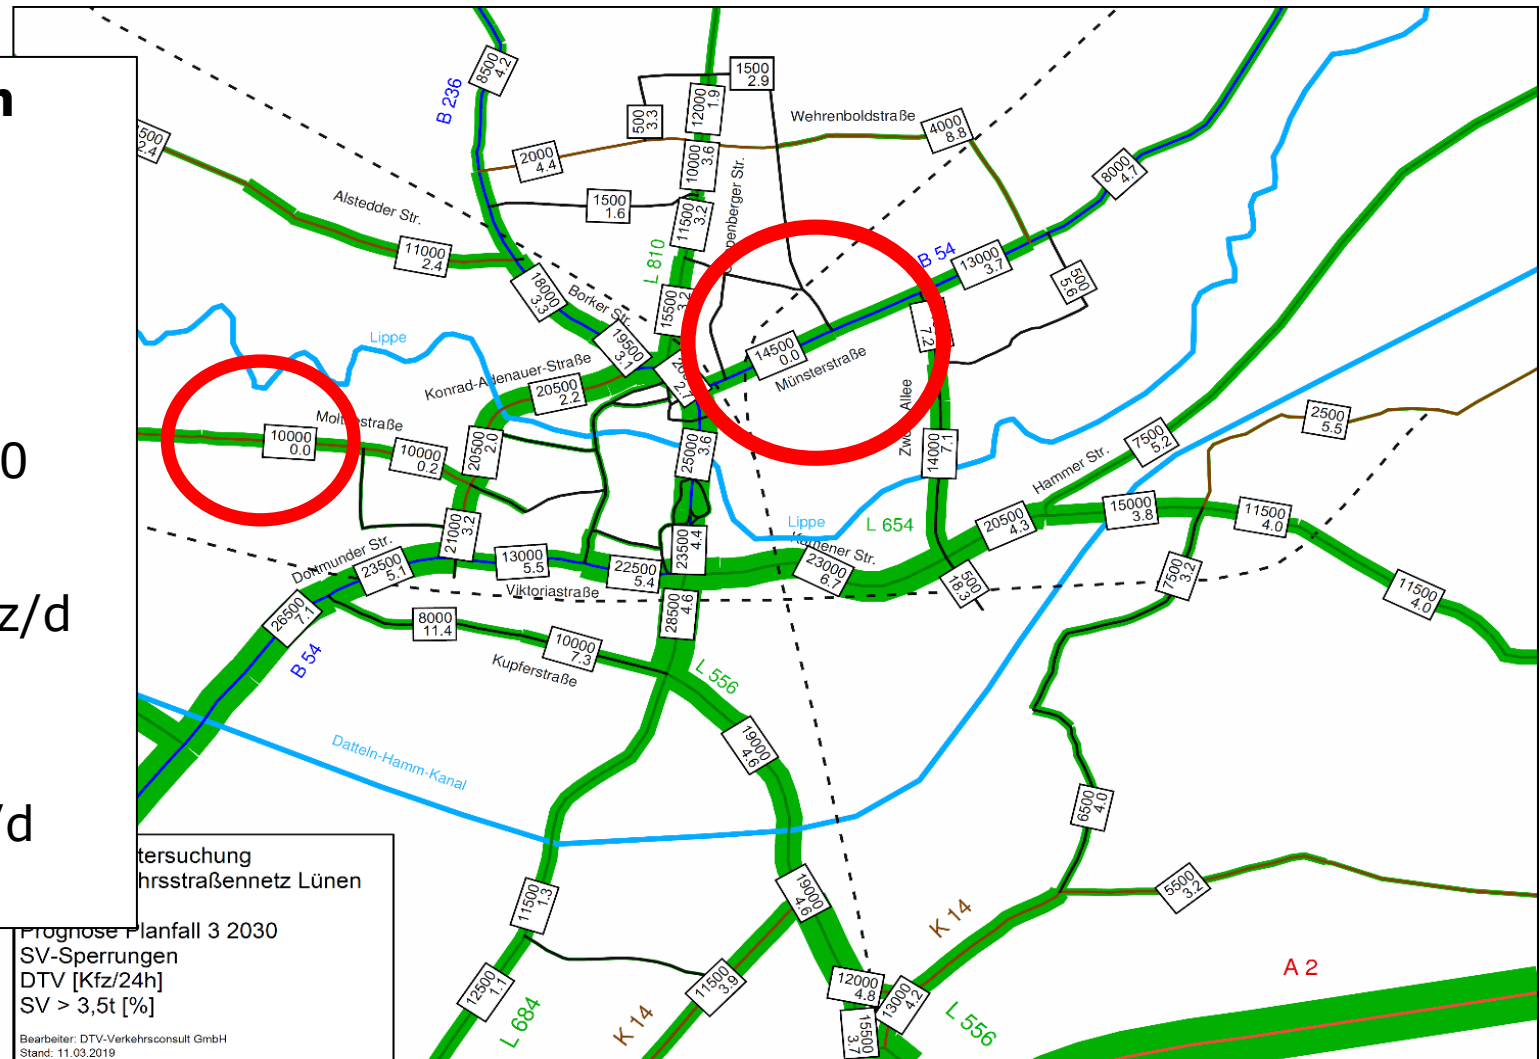 n
0
z/d
/d
B 236
8500
4.2
1500
2.9
12000
1.9
500
3.3
Wehrenboldstraße
4000
8.8
2.4
2000
4.4
10000
3.6
8000
4.7
Alstedder Str.
1500
1.6
11500
3.2
11000
2.4
L 810
B 54
13000
3.7
18000
3.3
Borker Str.
15500
3.2
500
5.6
Lippe
19500
3.1
7.2
14500
0.0
Münsterstraße
Konrad-Adenauer-Straße
20500
2.2
2.7
Allee
2500
5.5
10000
0.0
10000
0.2
20500
2.0
25000
3.6
14000
7.1
7500
5.2
Hammer Str.
Lippe
L 654
20500
4.3
15000
3.8
11500
4.0
21000
3.2
Dortmunder Str.
23500
5.1
13000
5.5
22500
5.4
23500
4.4
Kamener Str.
23000
6.7
500
18.3
7500
3.2
11500
4.0
Viktoriastraße
26500
7.1
8000
11.4
28500
4.6
10000
7.3
B 54
Kupferstraße
L 556
19000
4.6
Datteln-Hamm-Kanal
6500
4.0
tersuchung
hrsstraßennetz Lünen
Prognose Planfall 3 2030
SV-Sperrungen
DTV [Kfz/24h]
SV > 3,5t [%]
Bearbeiter: DTV-Verkehrsconsult GmbH
Stand: 11.03.2019
11500
1.3
19000
4.6
5500
3.2
K 14
A 2
12500
1.1
L 684
11500
3.9
K 14
12000
4.8
13000
4.2
15500
3.7
L 556